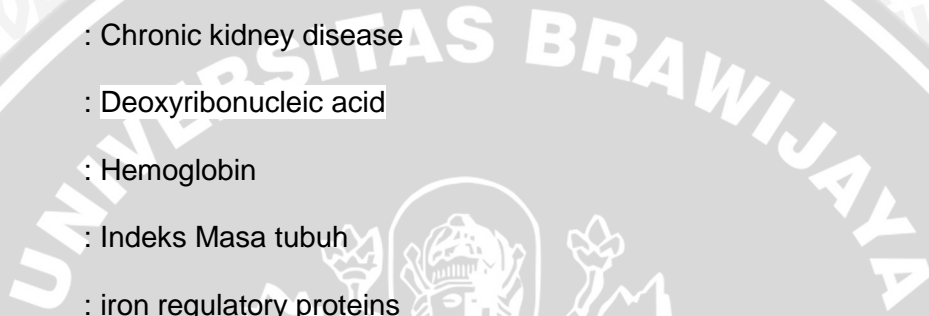 : Chronic kidney disease
: Deoxyribonucleic acid
: Hemoglobin
: Indeks Masa tubuh
: iron regulatory proteins
UNIVERSITAS BRAWIJAYA